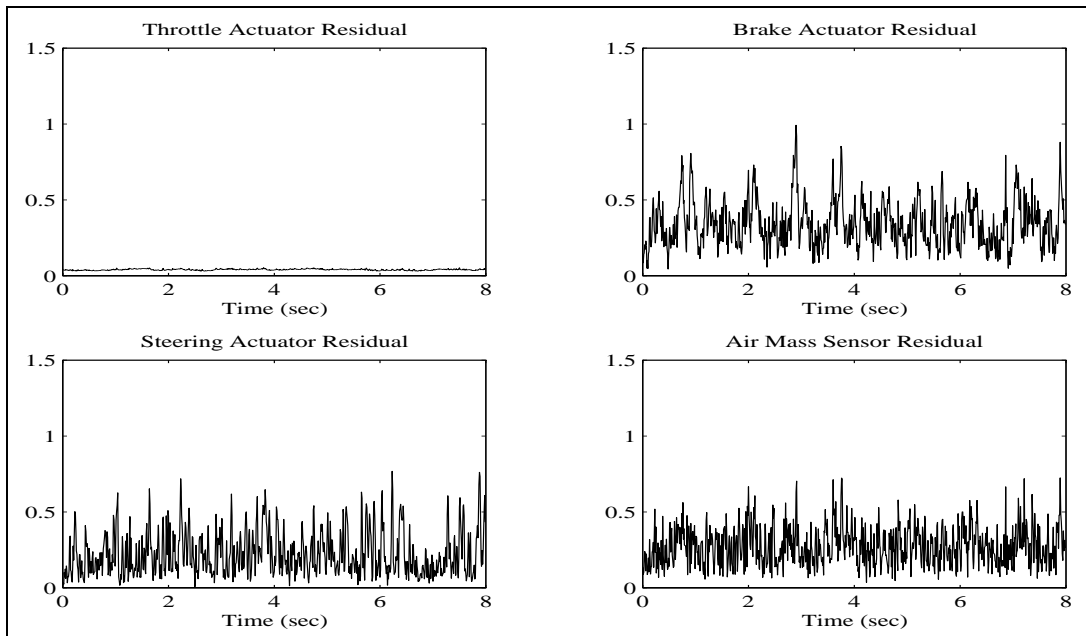 Throttle Actuator Residual
1.5
1
0.5
0
0 2 4 6 8
Time (sec)
Brake Actuator Residual
1.5
1
0.5
0
0 2 4 6 8
Time (sec)
Steering Actuator Residual
1.5
1
0.5
0
0 2 4 6 8
Time (sec)
Air Mass Sensor Residual
1.5
1
0.5
0
0 2 4 6 8
Time (sec)